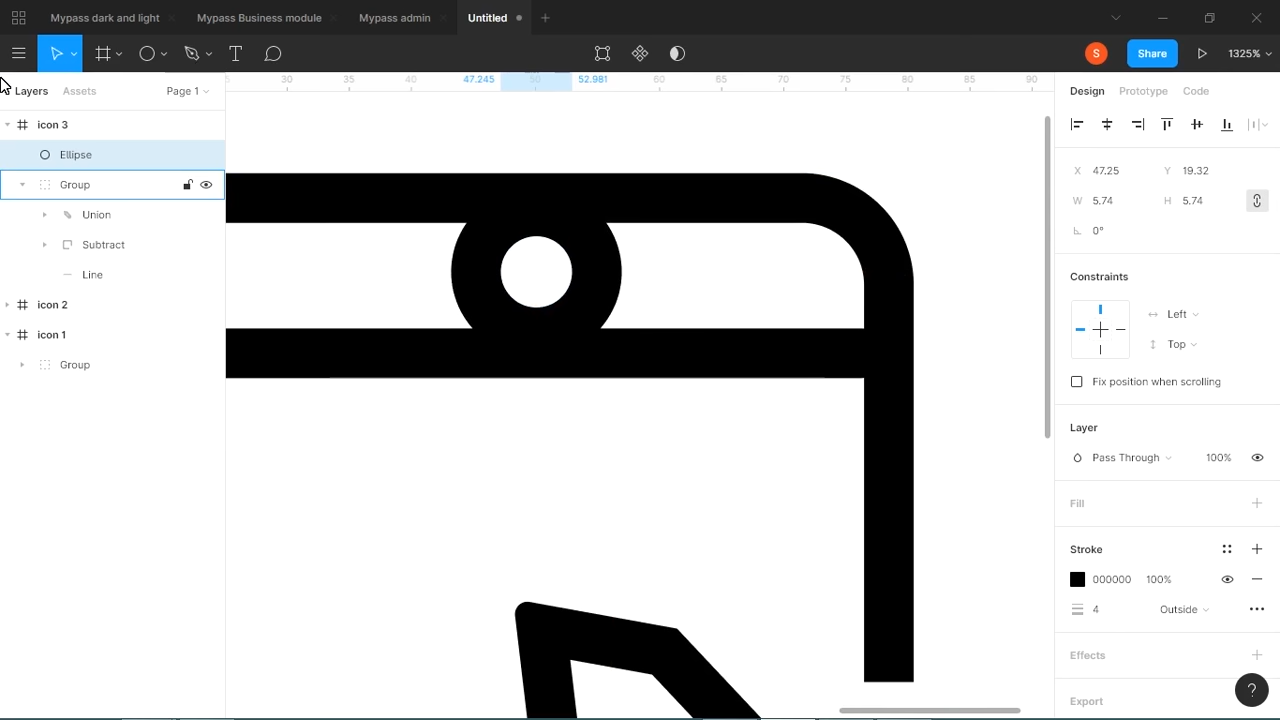 Mypass dark and light
Mypass Business module
Mypass admin
Untitled
S
Share
1325%
Layers
Assets
Page 1
30
35
40
47.245
50
52.981
60
65
70
75
80
85
90
Design
Prototype
Code
icon 3
Ellipse
Group
Union
Subtract
Line
icon 2
icon 1
Group
X 47.25 Y 19.32
W 5.74 H 5.74
0°
Constraints
Left
Top
Fix position when scrolling
Layer
Pass Through 100%
Fill
Stroke
000000 100%
4 Outside
Effects
Export
?